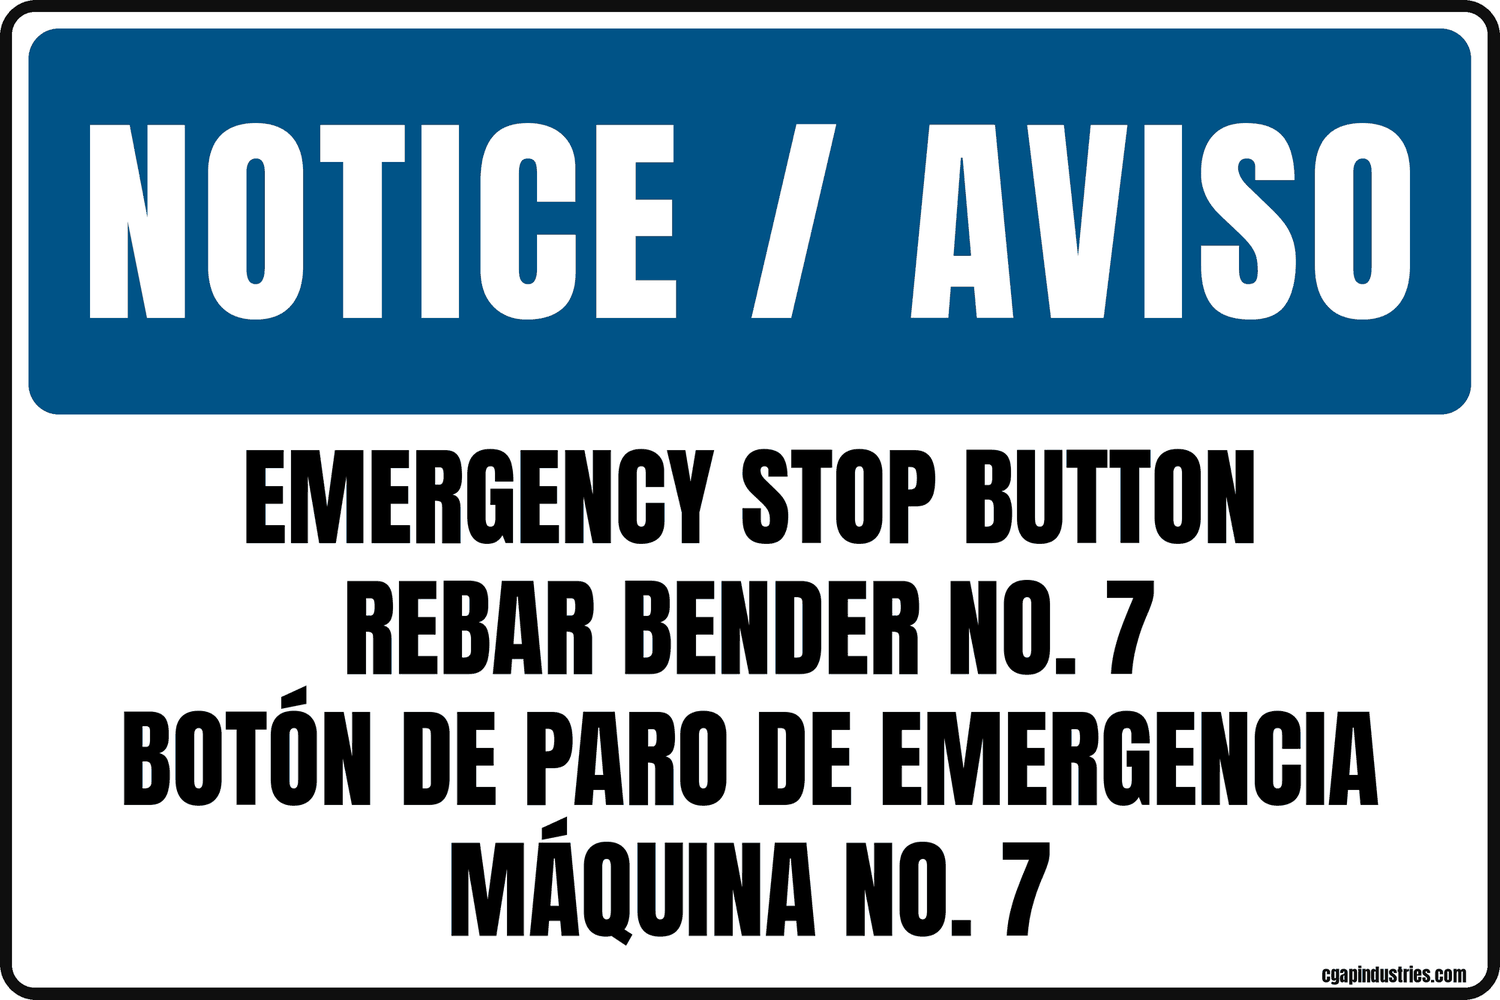 NOTICE / AVISO
EMERGENCY STOP BUTTON
REBAR BENDER NO. 7
BOTÓN DE PARO DE EMERGENCIA
MÁQUINA NO. 7
cgapindustries.com